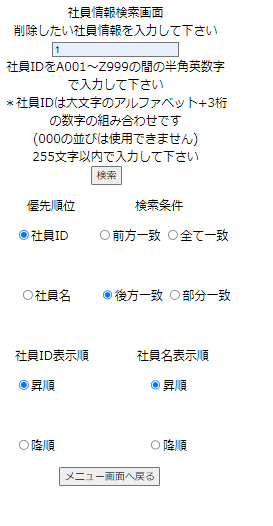 社員情報検索画面
削除したい社員情報を入力して下さい
1
社員IDをA001～Z999の間の半角英数字
で入力して下さい
＊社員IDは大文字のアルファベット+3桁
の数字の組み合わせです
(000の並びは使用できません)
255文字以内で入力して下さい
検索
優先順位 検索条件
社員ID 前方一致 全て一致
社員名 後方一致 部分一致
社員ID表示順 社員名表示順
昇順 昇順
降順 降順
メニュー画面へ戻る